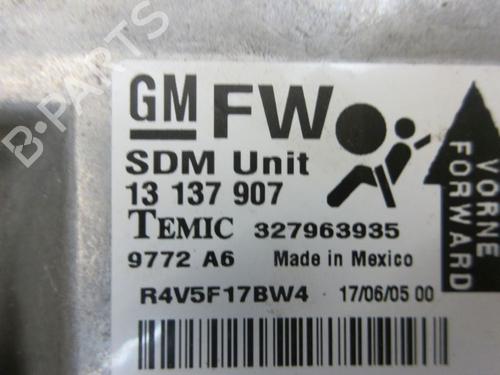 GM FW
SDM Unit
13 137 907
TEMIC 327963935
9772 A6 Made in Mexico
R4V5F17BW4 17/06/05 00
VORNE
FORWARD
B-PARTS